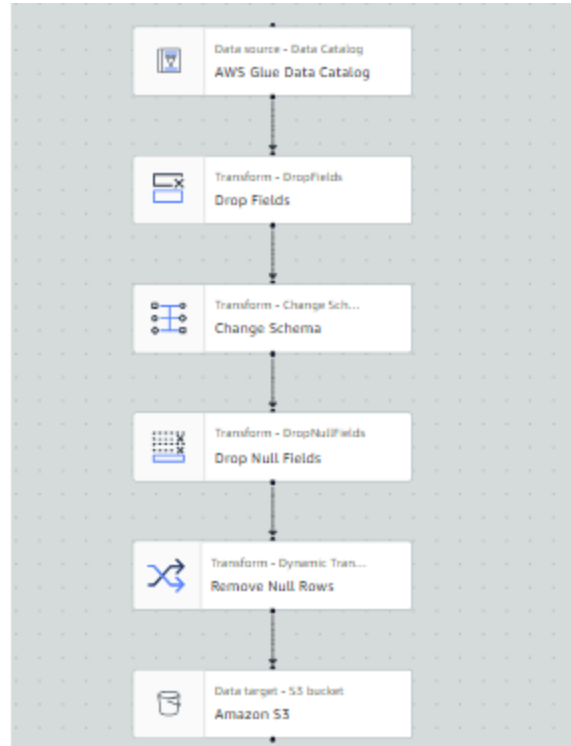 Data source - Data Catalog
AWS Glue Data Catalog
Transform - DropFields
Drop Fields
Transform - Change Sch...
Change Schema
Transform - DropNullFields
Drop Null Fields
Transform - Dynamic Tran...
Remove Null Rows
Data target - S3 bucket
Amazon S3